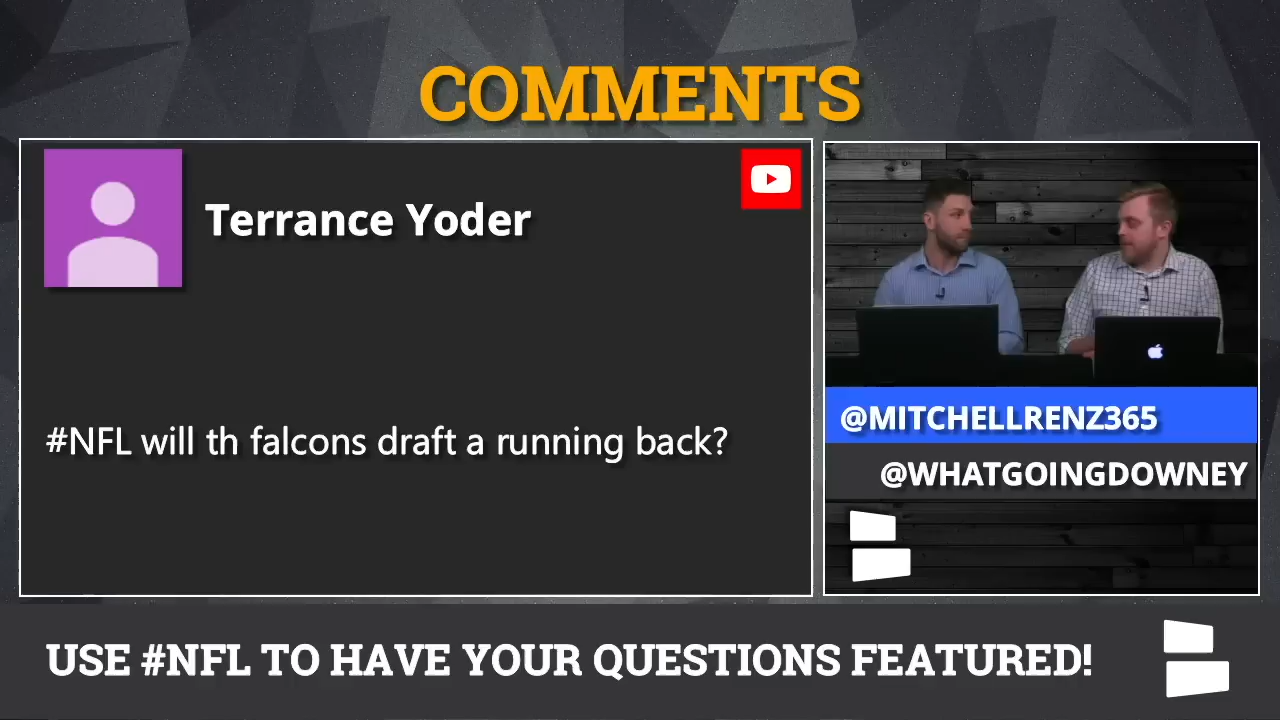 COMMENTS
Terrance Yoder
#NFL will th falcons draft a running back?
@MITCHELLRENZ365
@WHATGOINGDOWNEY
USE #NFL TO HAVE YOUR QUESTIONS FEATURED!